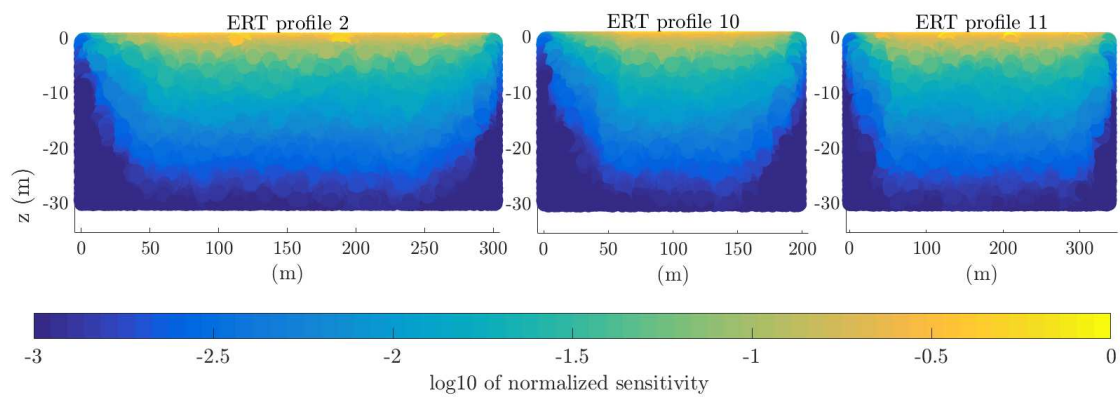 ERT profile 2
ERT profile 10
ERT profile 11
0 0 0
-10 -10 -10
-20 -20 -20
-30 -30 -30
z (m)
0 50 100 150 200 250 300 0 50 100 150 200 0 100 200 300
(m) (m) (m)
-3 -2.5 -2 -1.5 -1 -0.5 0
log10 of normalized sensitivity